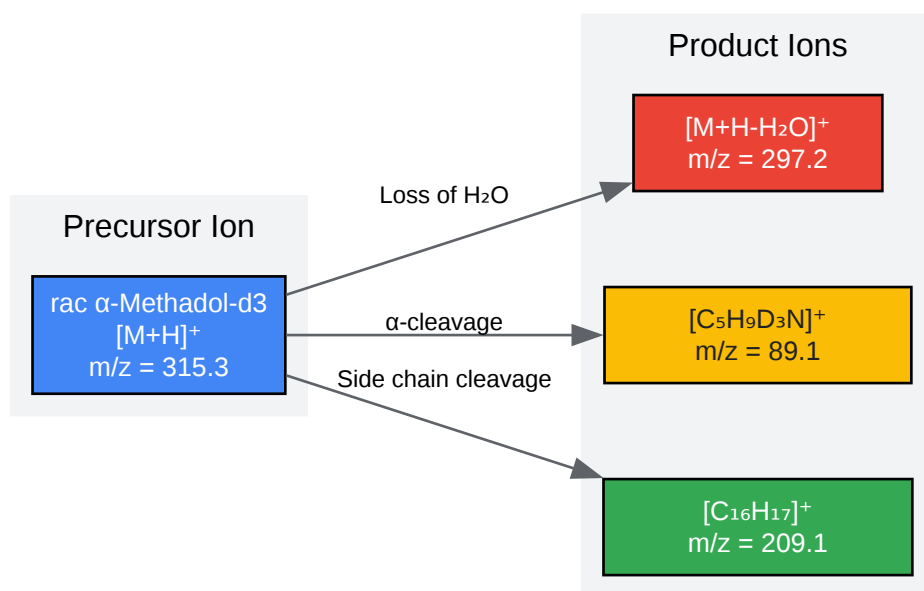 Precursor Ion
rac α-Methadol-d3
[M+H]⁺
m/z = 315.3
Loss of H₂O
α-cleavage
Side chain cleavage
Product Ions
[M+H-H₂O]⁺
m/z = 297.2
[C₅H₉D₃N]⁺
m/z = 89.1
[C₁₆H₁₇]⁺
m/z = 209.1